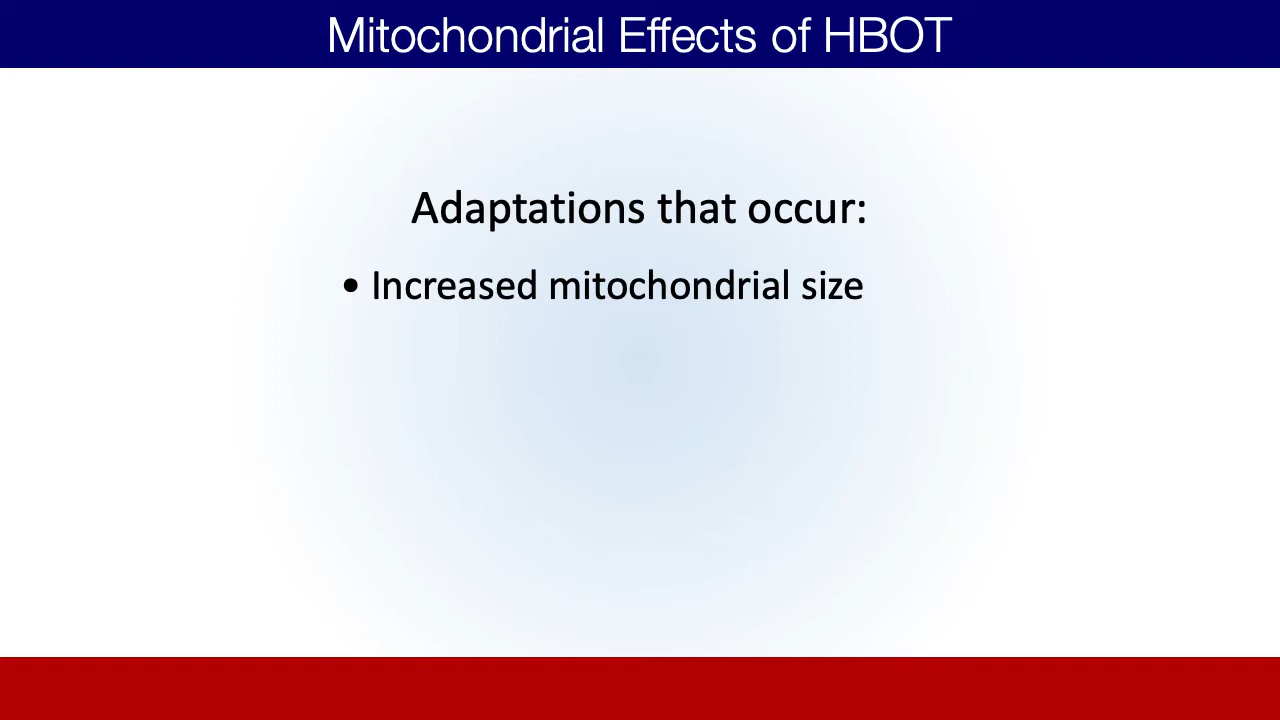 Mitochondrial Effects of HBOT
Adaptations that occur:
• Increased mitochondrial size